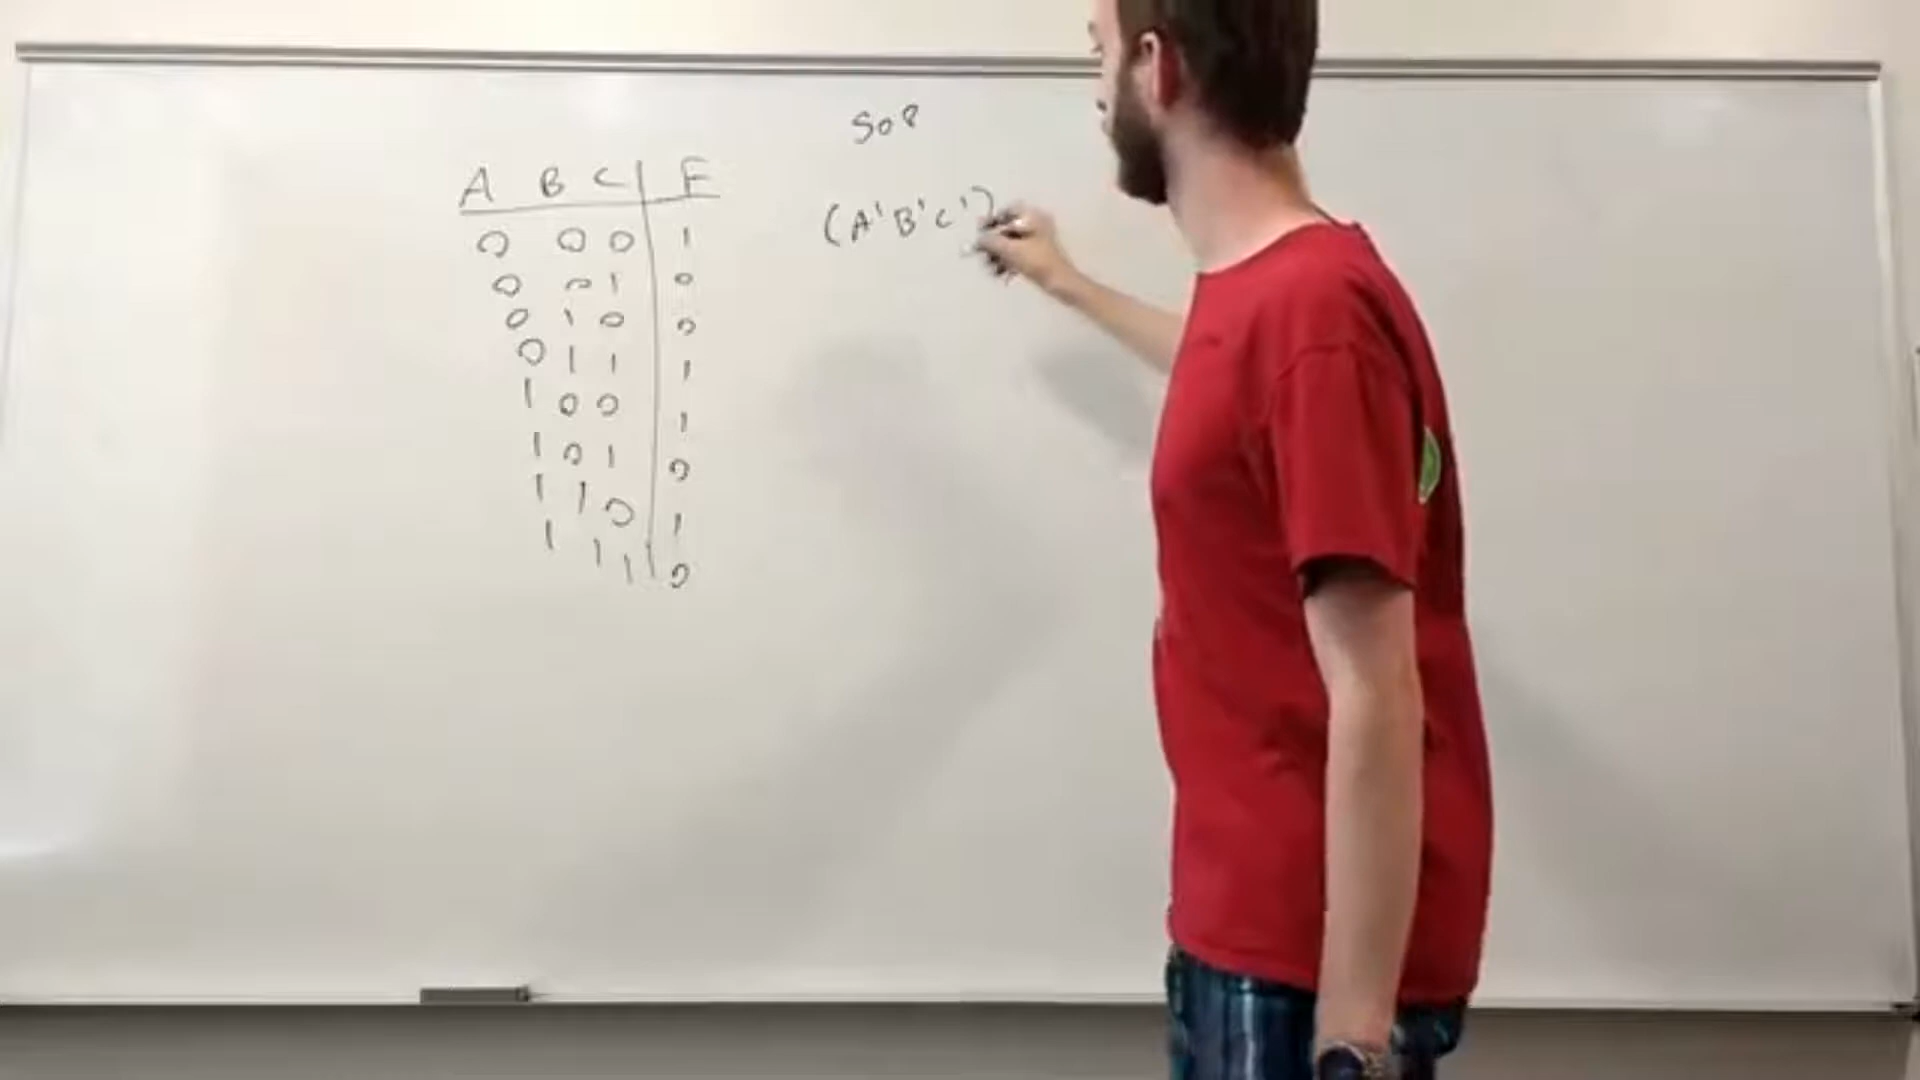 SOP
A B C F
(A'B'C')
0 0 0 1
0 0 1 0
0 1 0 0
0 1 1 1
1 0 0 1
1 0 1 0
1 1 0 1
1 1 1 0